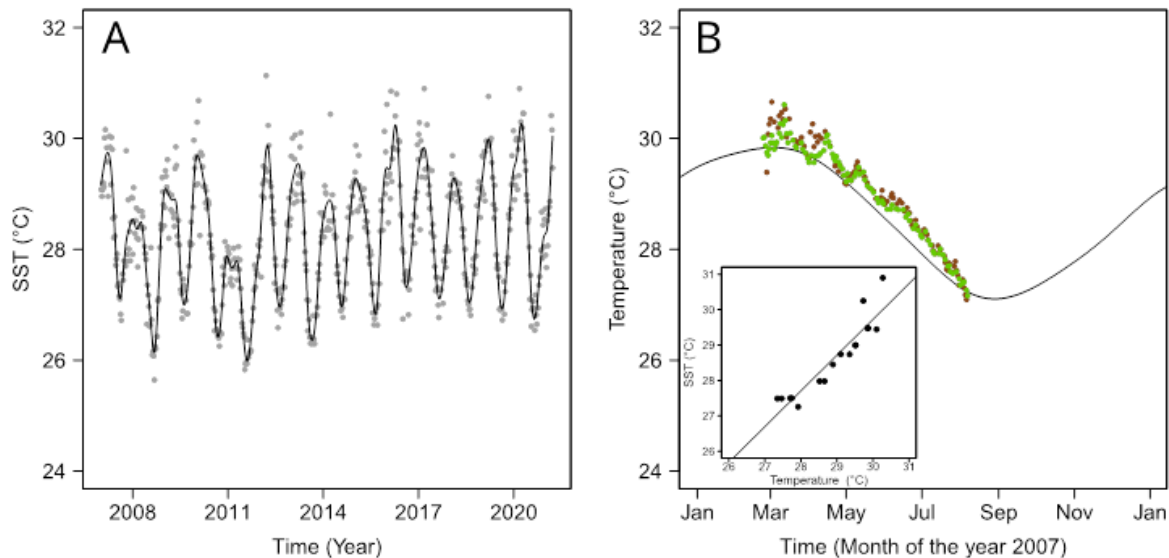 A
SST (°C)
32
30
28
26
24
2008 2011 2014 2017 2020
Time (Year)
B
Temperature (°C)
32
30
28
26
24
SST (°C)
31
30
29
28
27
26
26 27 28 29 30 31
Temperature (°C)
Jan Mar May Jul Sep Nov Jan
Time (Month of the year 2007)